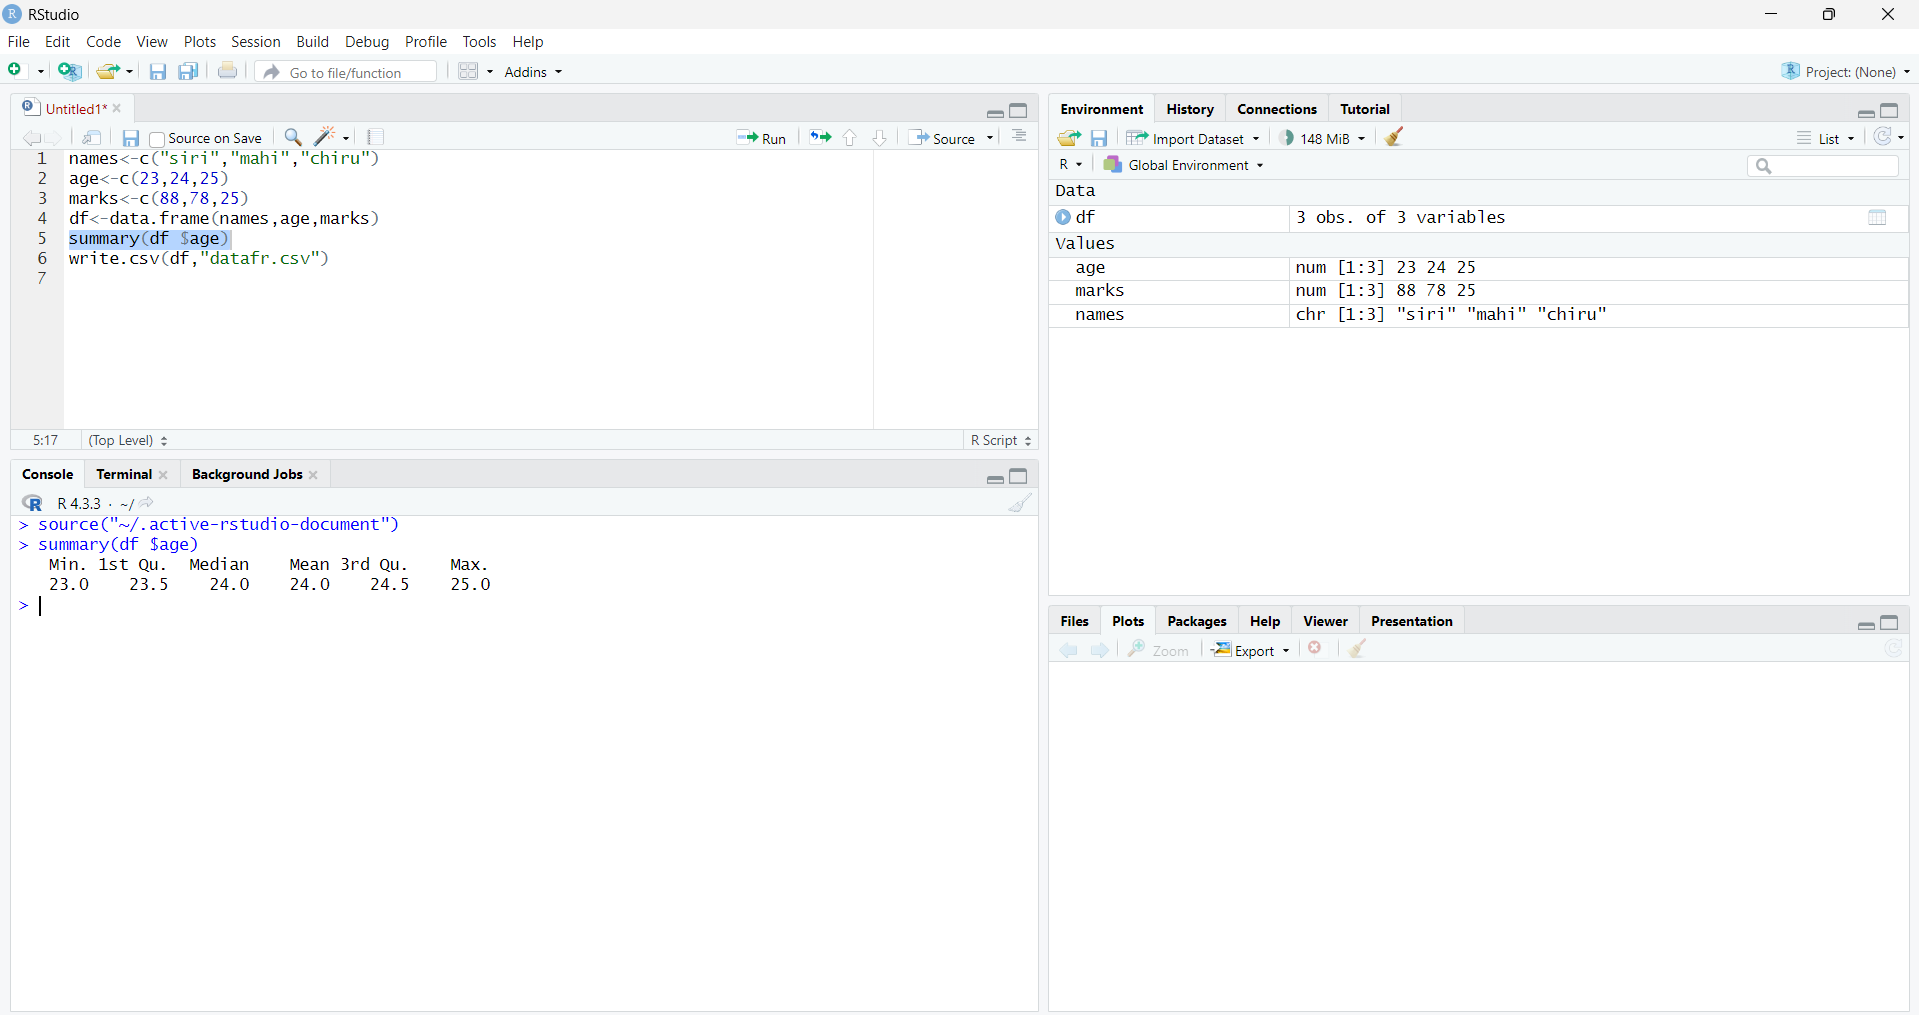 RStudio
File Edit Code View Plots Session Build Debug Profile Tools Help
Go to file/function Addins Project: (None)
Untitled1*
Source on Save Run Source
1 names<-c("siri","mahi","chiru")
2 age<-c(23,24,25)
3 marks<-c(88,78,25)
4 df<-data.frame(names,age,marks)
5 summary(df $age)
6 write.csv(df,"datafr.csv")
7
5:17 (Top Level) R Script
Console Terminal Background Jobs
R 4.3.3 · ~/
> source("~/.active-rstudio-document")
> summary(df $age)
Min. 1st Qu. Median Mean 3rd Qu. Max.
23.0 23.5 24.0 24.0 24.5 25.0
>
Environment History Connections Tutorial
Import Dataset 148 MiB List
R Global Environment
Data
df 3 obs. of 3 variables
Values
age num [1:3] 23 24 25
marks num [1:3] 88 78 25
names chr [1:3] "siri" "mahi" "chiru"
Files Plots Packages Help Viewer Presentation
Zoom Export